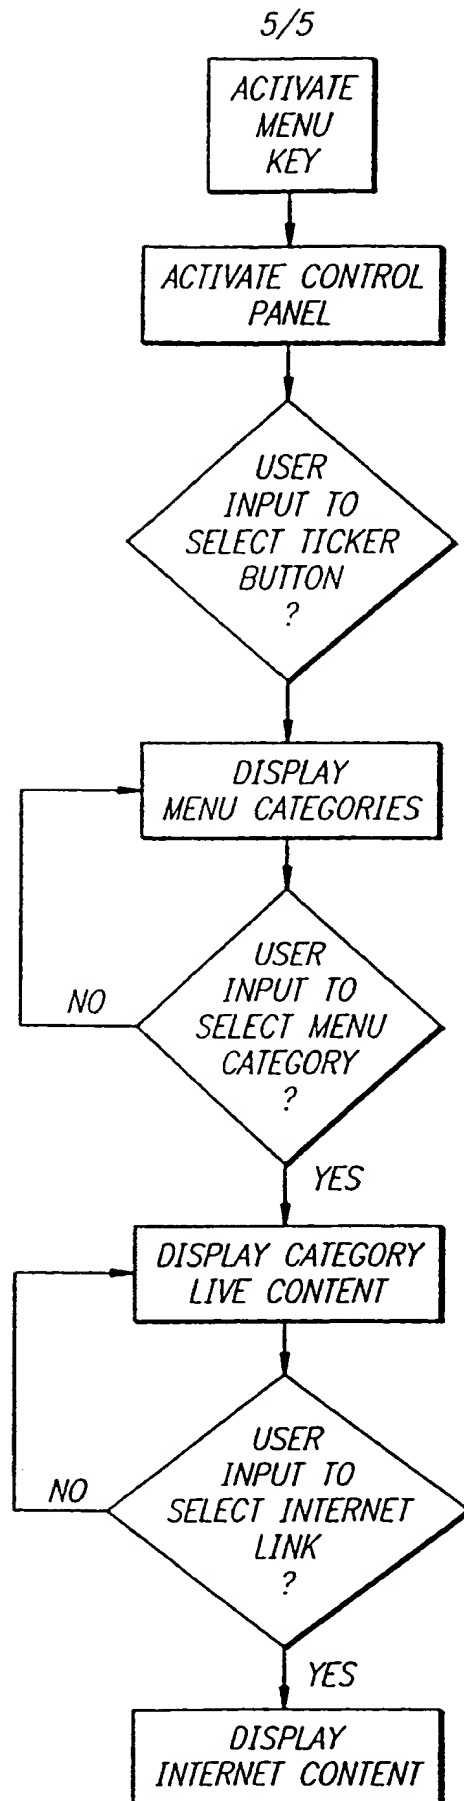 5/5
ACTIVATE
MENU
KEY
ACTIVATE CONTROL
PANEL
USER
INPUT TO
SELECT TICKER
BUTTON
?
DISPLAY
MENU CATEGORIES
USER
INPUT TO
SELECT MENU
CATEGORY
?
NO
YES
DISPLAY CATEGORY
LIVE CONTENT
USER
INPUT TO
SELECT INTERNET
LINK
?
NO
YES
DISPLAY
INTERNET CONTENT